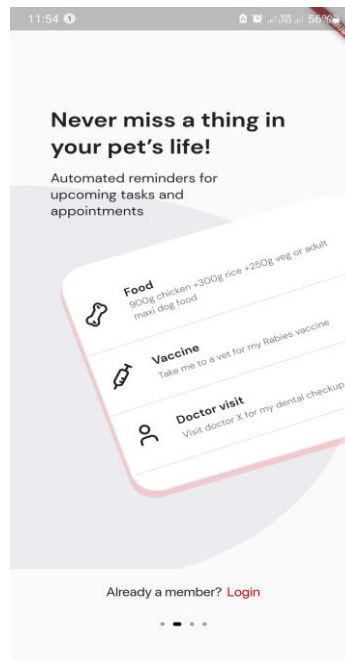 11:54
56%
Never miss a thing in
your pet's life!
Automated reminders for
upcoming tasks and
appointments
Food
900g chicken +300g rice +250g veg or adult
maxi dog food
Vaccine
Take me to a vet for my Rabies vaccine
Doctor visit
Visit doctor X for my dental checkup
Already a member? Login